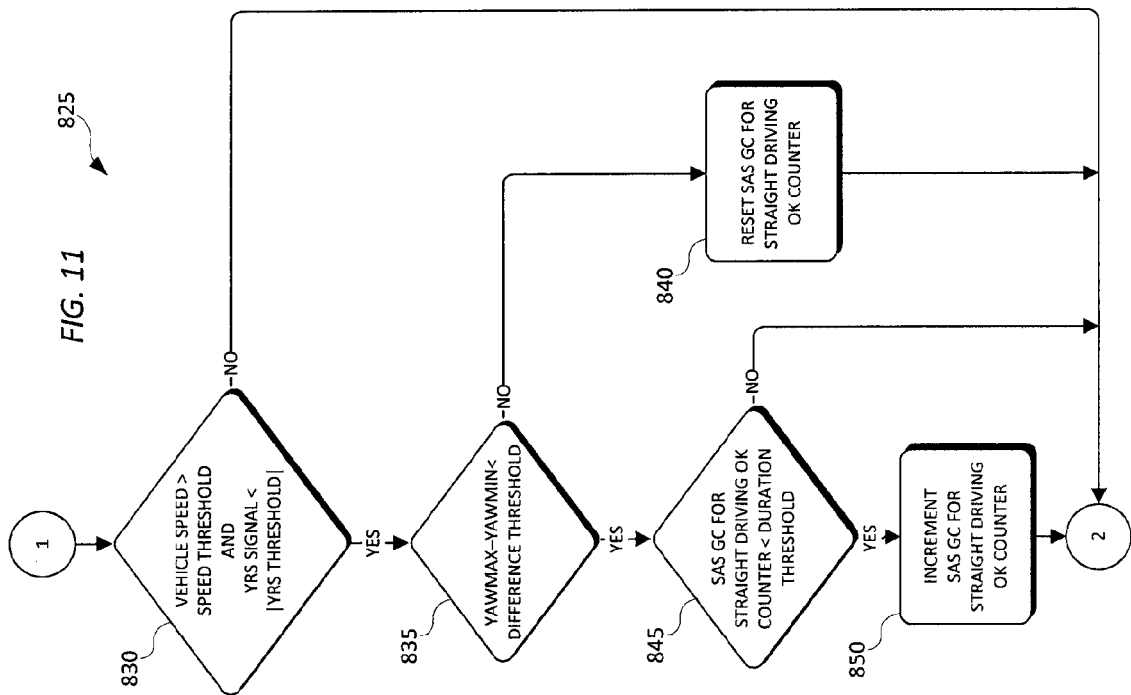 FIG. 11
825
1
830
VEHICLE SPEED >
SPEED THRESHOLD
AND
YRS SIGNAL <
|YRS THRESHOLD|
–NO
YES
835
YAWMAX–YAWMIN<
DIFFERENCE THRESHOLD
–NO
YES
840
RESET SAS GC FOR
STRAIGHT DRIVING
OK COUNTER
845
SAS GC FOR
STRAIGHT DRIVING OK
COUNTER < DURATION
THRESHOLD
–NO
YES
850
INCREMENT
SAS GC FOR
STRAIGHT DRIVING
OK COUNTER
2